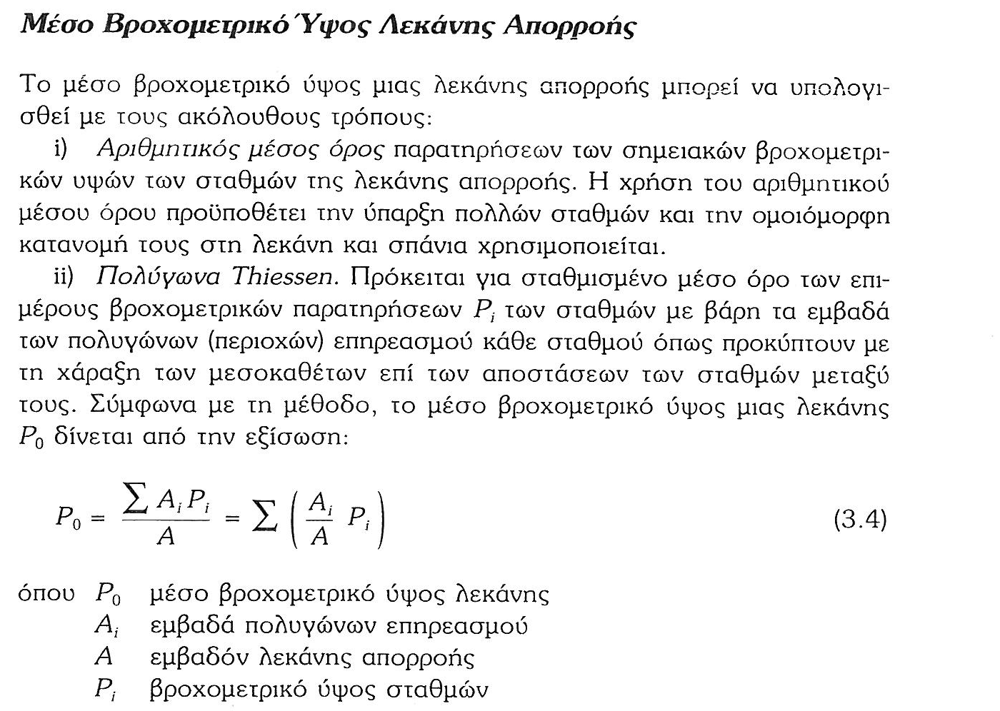 Μέσο Βροχομετρικό Ύψος Λεκάνης Απορροής
Το μέσο βροχομετρικό ύψος μιας λεκάνης απορροής μπορεί να υπολογι-
σθεί με τους ακόλουθους τρόπους:
i) Αριθμητικός μέσος όρος παρατηρήσεων των σημειακών βροχομετρι-
κών υψών των σταθμών της λεκάνης απορροής. Η χρήση του αριθμητικού
μέσου όρου προϋποθέτει την ύπαρξη πολλών σταθμών και την ομοιόμορφη
κατανομή τους στη λεκάνη και σπάνια χρησιμοποιείται.
ii) Πολύγωνα Thiessen. Πρόκειται για σταθμισμένο μέσο όρο των επι-
μέρους βροχομετρικών παρατηρήσεων P_i των σταθμών με βάρη τα εμβαδά
των πολυγώνων (περιοχών) επηρεασμού κάθε σταθμού όπως προκύπτουν με
τη χάραξη των μεσοκαθέτων επί των αποστάσεων των σταθμών μεταξύ
τους. Σύμφωνα με τη μέθοδο, το μέσο βροχομετρικό ύψος μιας λεκάνης
P_0 δίνεται από την εξίσωση:
P_0 = ∑ A_i P_i / A = ∑ ( A_i / A P_i ) (3.4)
όπου P_0 μέσο βροχομετρικό ύψος λεκάνης
A_i εμβαδά πολυγώνων επηρεασμού
A εμβαδόν λεκάνης απορροής
P_i βροχομετρικό ύψος σταθμών